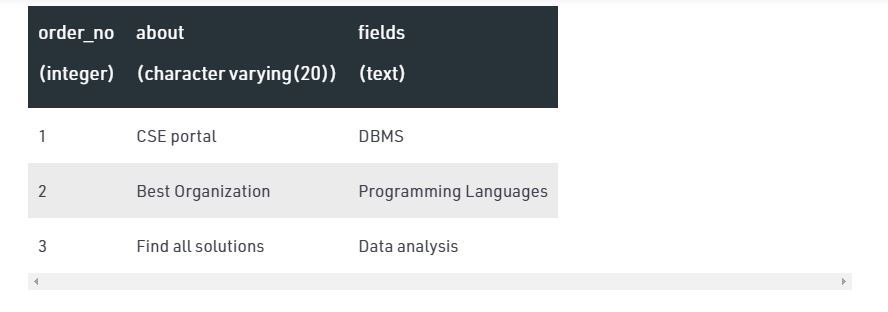 order_no about fields
(integer) (character varying(20)) (text)
1 CSE portal DBMS
2 Best Organization Programming Languages
3 Find all solutions Data analysis